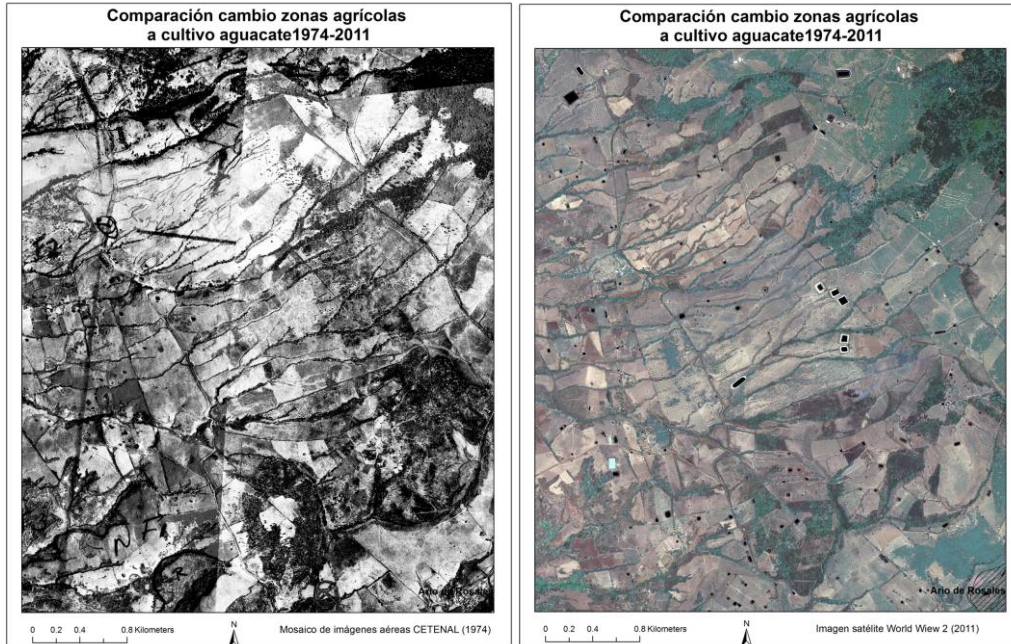 Comparación cambio zonas agrícolas
a cultivo aguacate1974-2011
Ario de Rosales
0 0.2 0.4 0.8 Kilometers
N
Mosaico de imágenes aéreas CETENAL (1974)
Comparación cambio zonas agrícolas
a cultivo aguacate1974-2011
Ario de Rosales
0 0.2 0.4 0.8 Kilometers
N
Imagen satélite World Wiew 2 (2011)